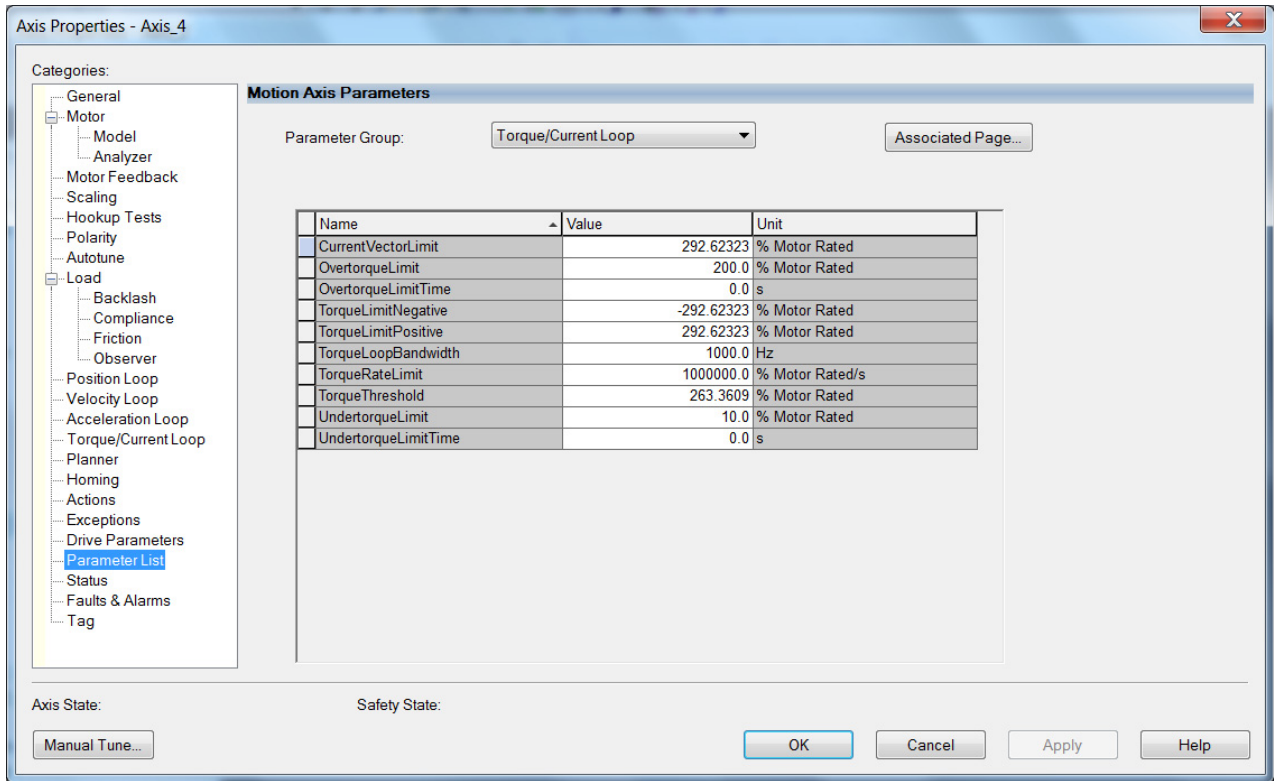 Axis Properties - Axis_4
X
Categories:
General
Motor
Model
Analyzer
Motor Feedback
Scaling
Hookup Tests
Polarity
Autotune
Load
Backlash
Compliance
Friction
Observer
Position Loop
Velocity Loop
Acceleration Loop
Torque/Current Loop
Planner
Homing
Actions
Exceptions
Drive Parameters
Parameter List
Status
Faults & Alarms
Tag
Motion Axis Parameters
Parameter Group: Torque/Current Loop Associated Page...
Name Value Unit
CurrentVectorLimit 292.62323 % Motor Rated
OvertorqueLimit 200.0 % Motor Rated
OvertorqueLimitTime 0.0 s
TorqueLimitNegative -292.62323 % Motor Rated
TorqueLimitPositive 292.62323 % Motor Rated
TorqueLoopBandwidth 1000.0 Hz
TorqueRateLimit 1000000.0 % Motor Rated/s
TorqueThreshold 263.3609 % Motor Rated
UndertorqueLimit 10.0 % Motor Rated
UndertorqueLimitTime 0.0 s
Axis State: Safety State:
Manual Tune... OK Cancel Apply Help